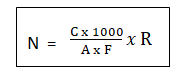 N = C x 1000 / A x F x R